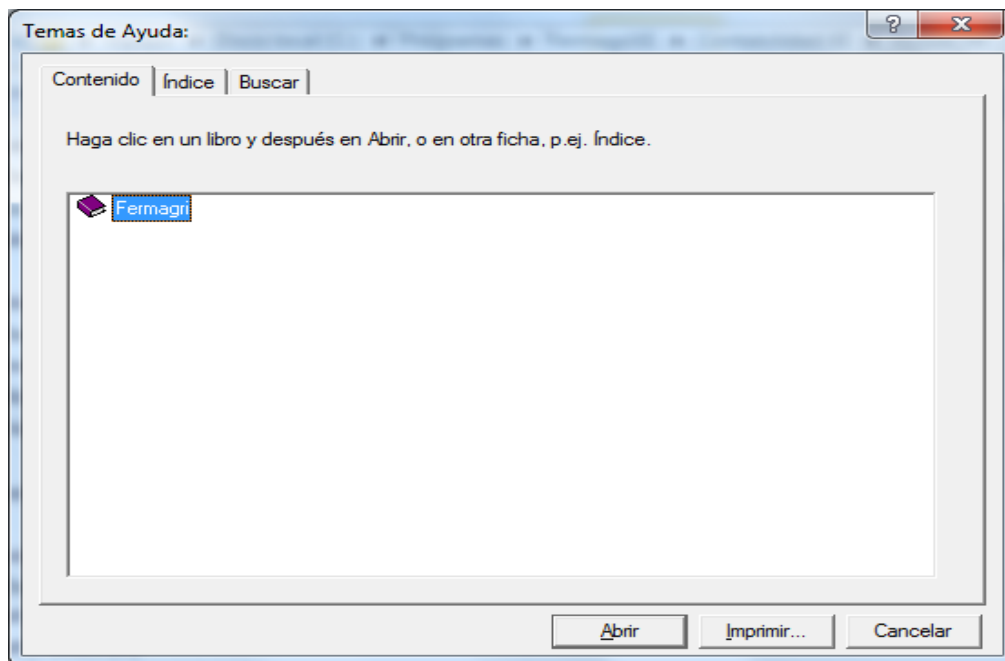 Temas de Ayuda:
Contenido Índice Buscar
Haga clic en un libro y después en Abrir, o en otra ficha, p.ej. Índice.
Fermagri
Abrir Imprimir... Cancelar